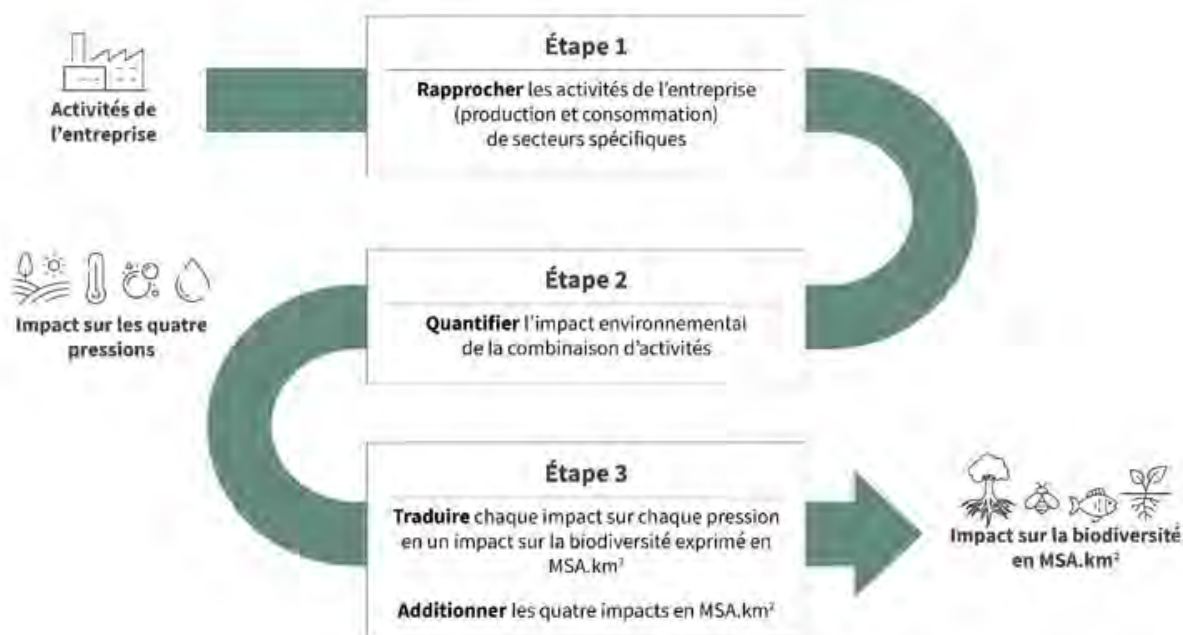 Activités de
l'entreprise
Étape 1
Rapprocher les activités de l'entreprise
(production et consommation)
de secteurs spécifiques
Impact sur les quatre
pressions
Étape 2
Quantifier l'impact environnemental
de la combinaison d'activités
Étape 3
Traduire chaque impact sur chaque pression
en un impact sur la biodiversité exprimé en
MSA.km²
Additionner les quatre impacts en MSA.km²
Impact sur la biodiversité
en MSA.km²